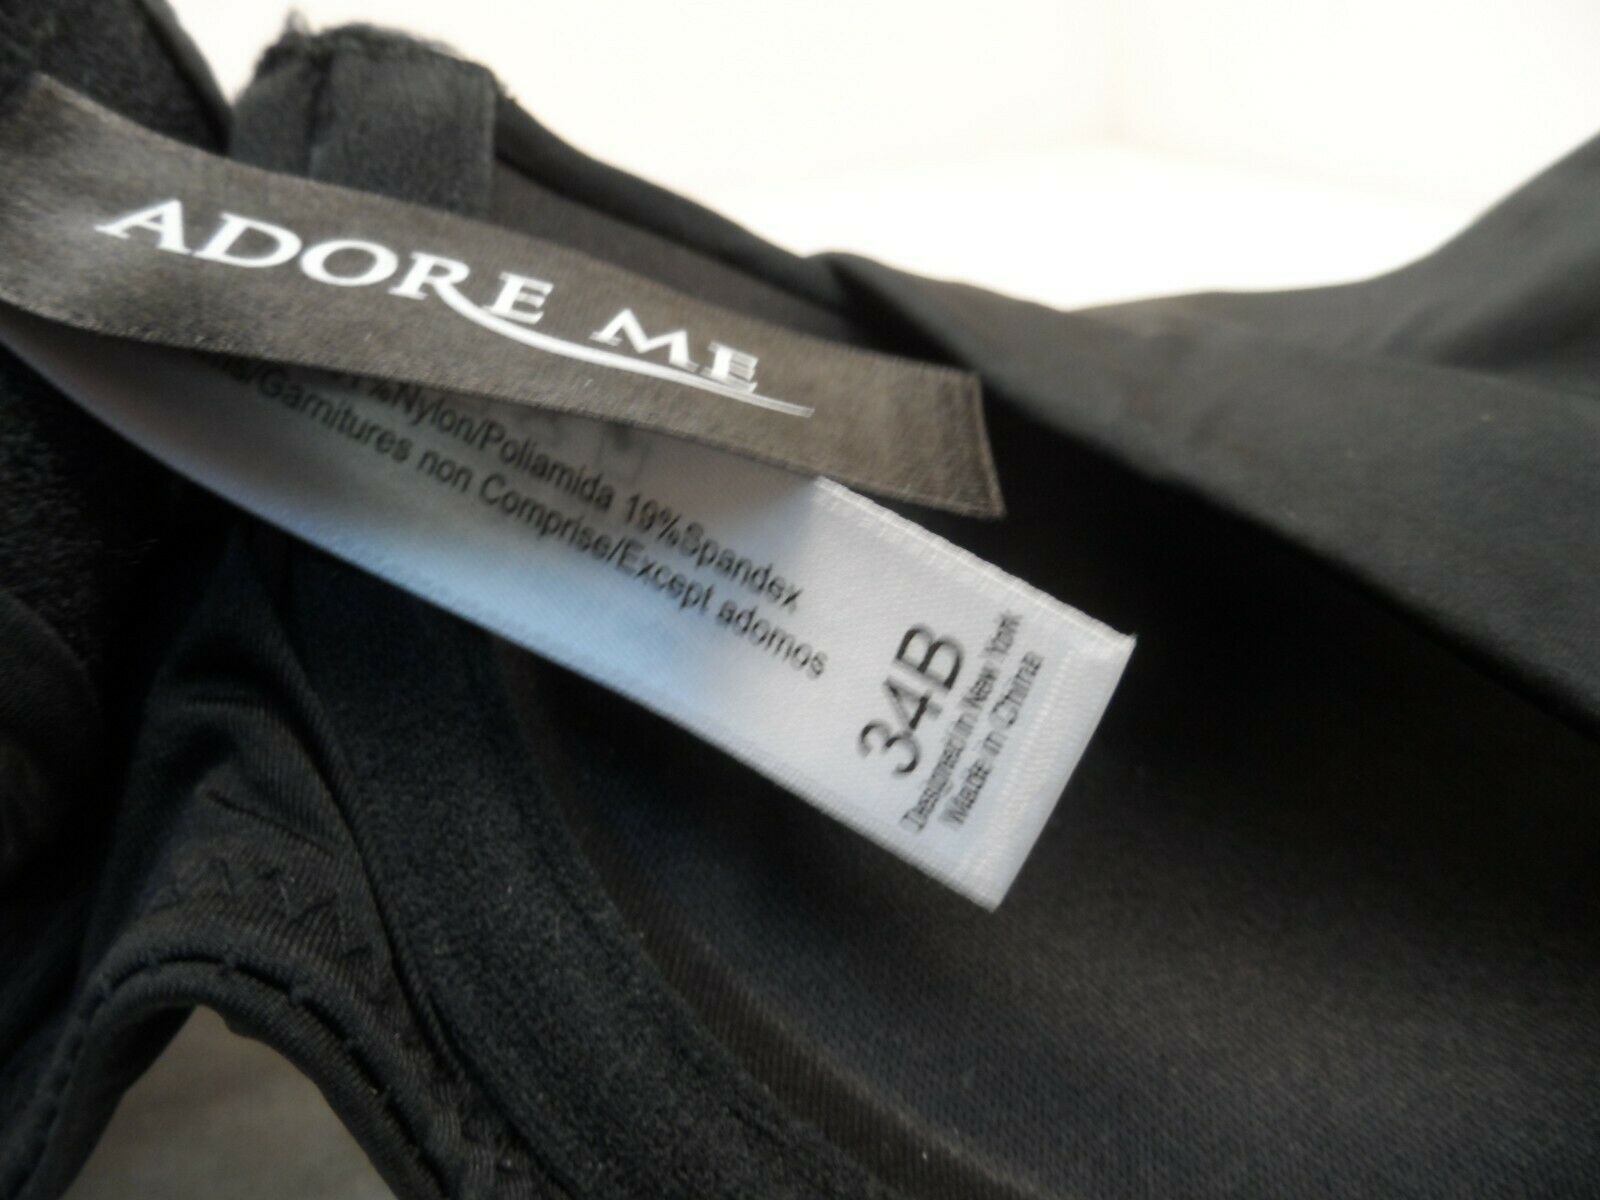 ADORE ME
%Nylon/Poliamida 19%Spandex
/Garnitures non Comprise/Except adornos
34B
Designed in New York
Made in China